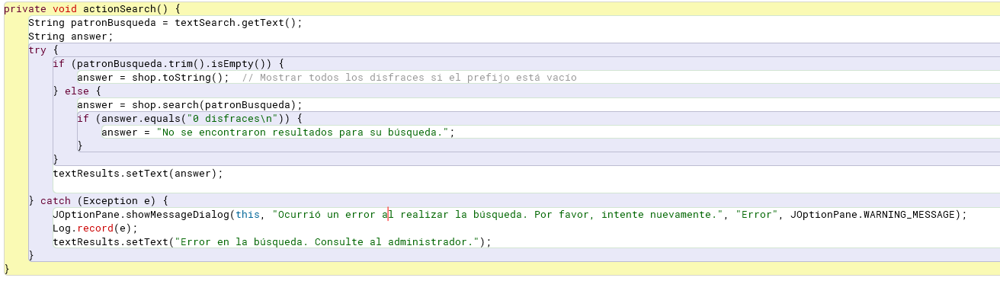 private void actionSearch() {
    String patronBusqueda = textSearch.getText();
    String answer;
    try {
        if (patronBusqueda.trim().isEmpty()) {
            answer = shop.toString();  // Mostrar todos los disfraces si el prefijo está vacío
        } else {
            answer = shop.search(patronBusqueda);
            if (answer.equals("0 disfraces\n")) {
                answer = "No se encontraron resultados para su búsqueda.";
            }
        }
        textResults.setText(answer);

    } catch (Exception e) {
        JOptionPane.showMessageDialog(this, "Ocurrió un error al realizar la búsqueda. Por favor, intente nuevamente.", "Error", JOptionPane.WARNING_MESSAGE);
        Log.record(e);
        textResults.setText("Error en la búsqueda. Consulte al administrador.");
    }
}